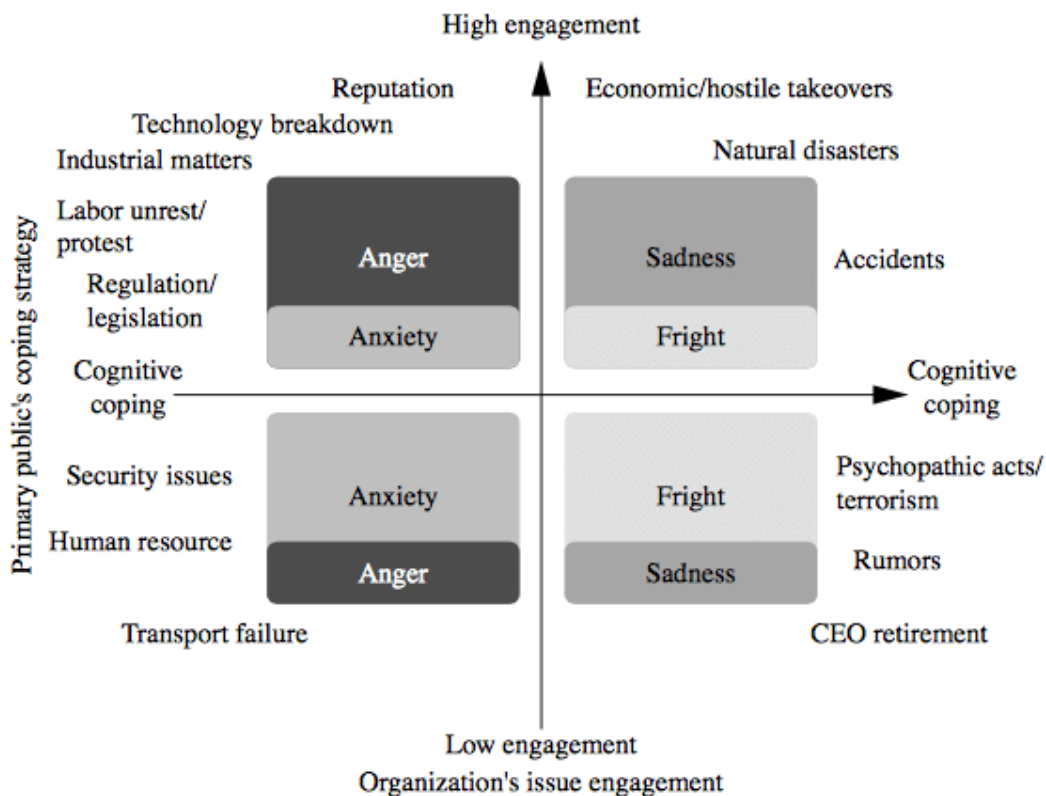 High engagement
Reputation
Economic/hostile takeovers
Technology breakdown
Natural disasters
Industrial matters
Labor unrest/
protest
Anger
Sadness
Accidents
Regulation/
legislation
Anxiety
Fright
Cognitive
coping
Cognitive
coping
Primary public's coping strategy
Security issues
Anxiety
Fright
Psychopathic acts/
terrorism
Human resource
Anger
Sadness
Rumors
Transport failure
CEO retirement
Low engagement
Organization's issue engagement